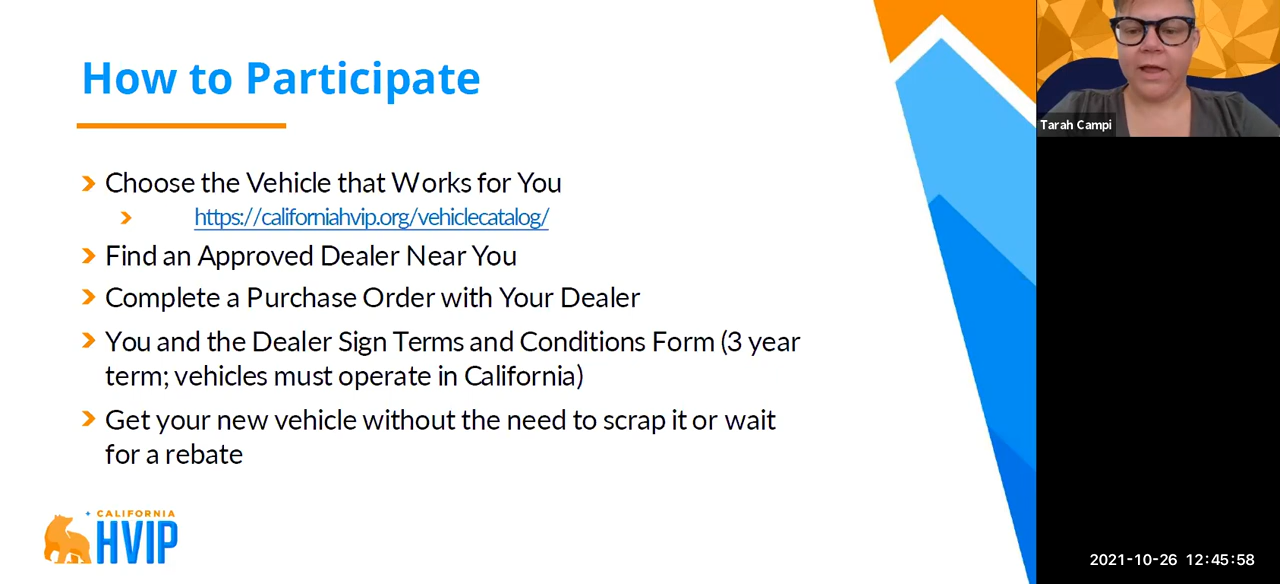 How to Participate
Choose the Vehicle that Works for You
https://californiahvip.org/vehiclecatalog/
Find an Approved Dealer Near You
Complete a Purchase Order with Your Dealer
You and the Dealer Sign Terms and Conditions Form (3 year
term; vehicles must operate in California)
Get your new vehicle without the need to scrap it or wait
for a rebate
CALIFORNIA
HVIP
Tarah Campi
2021-10-26 12:45:58